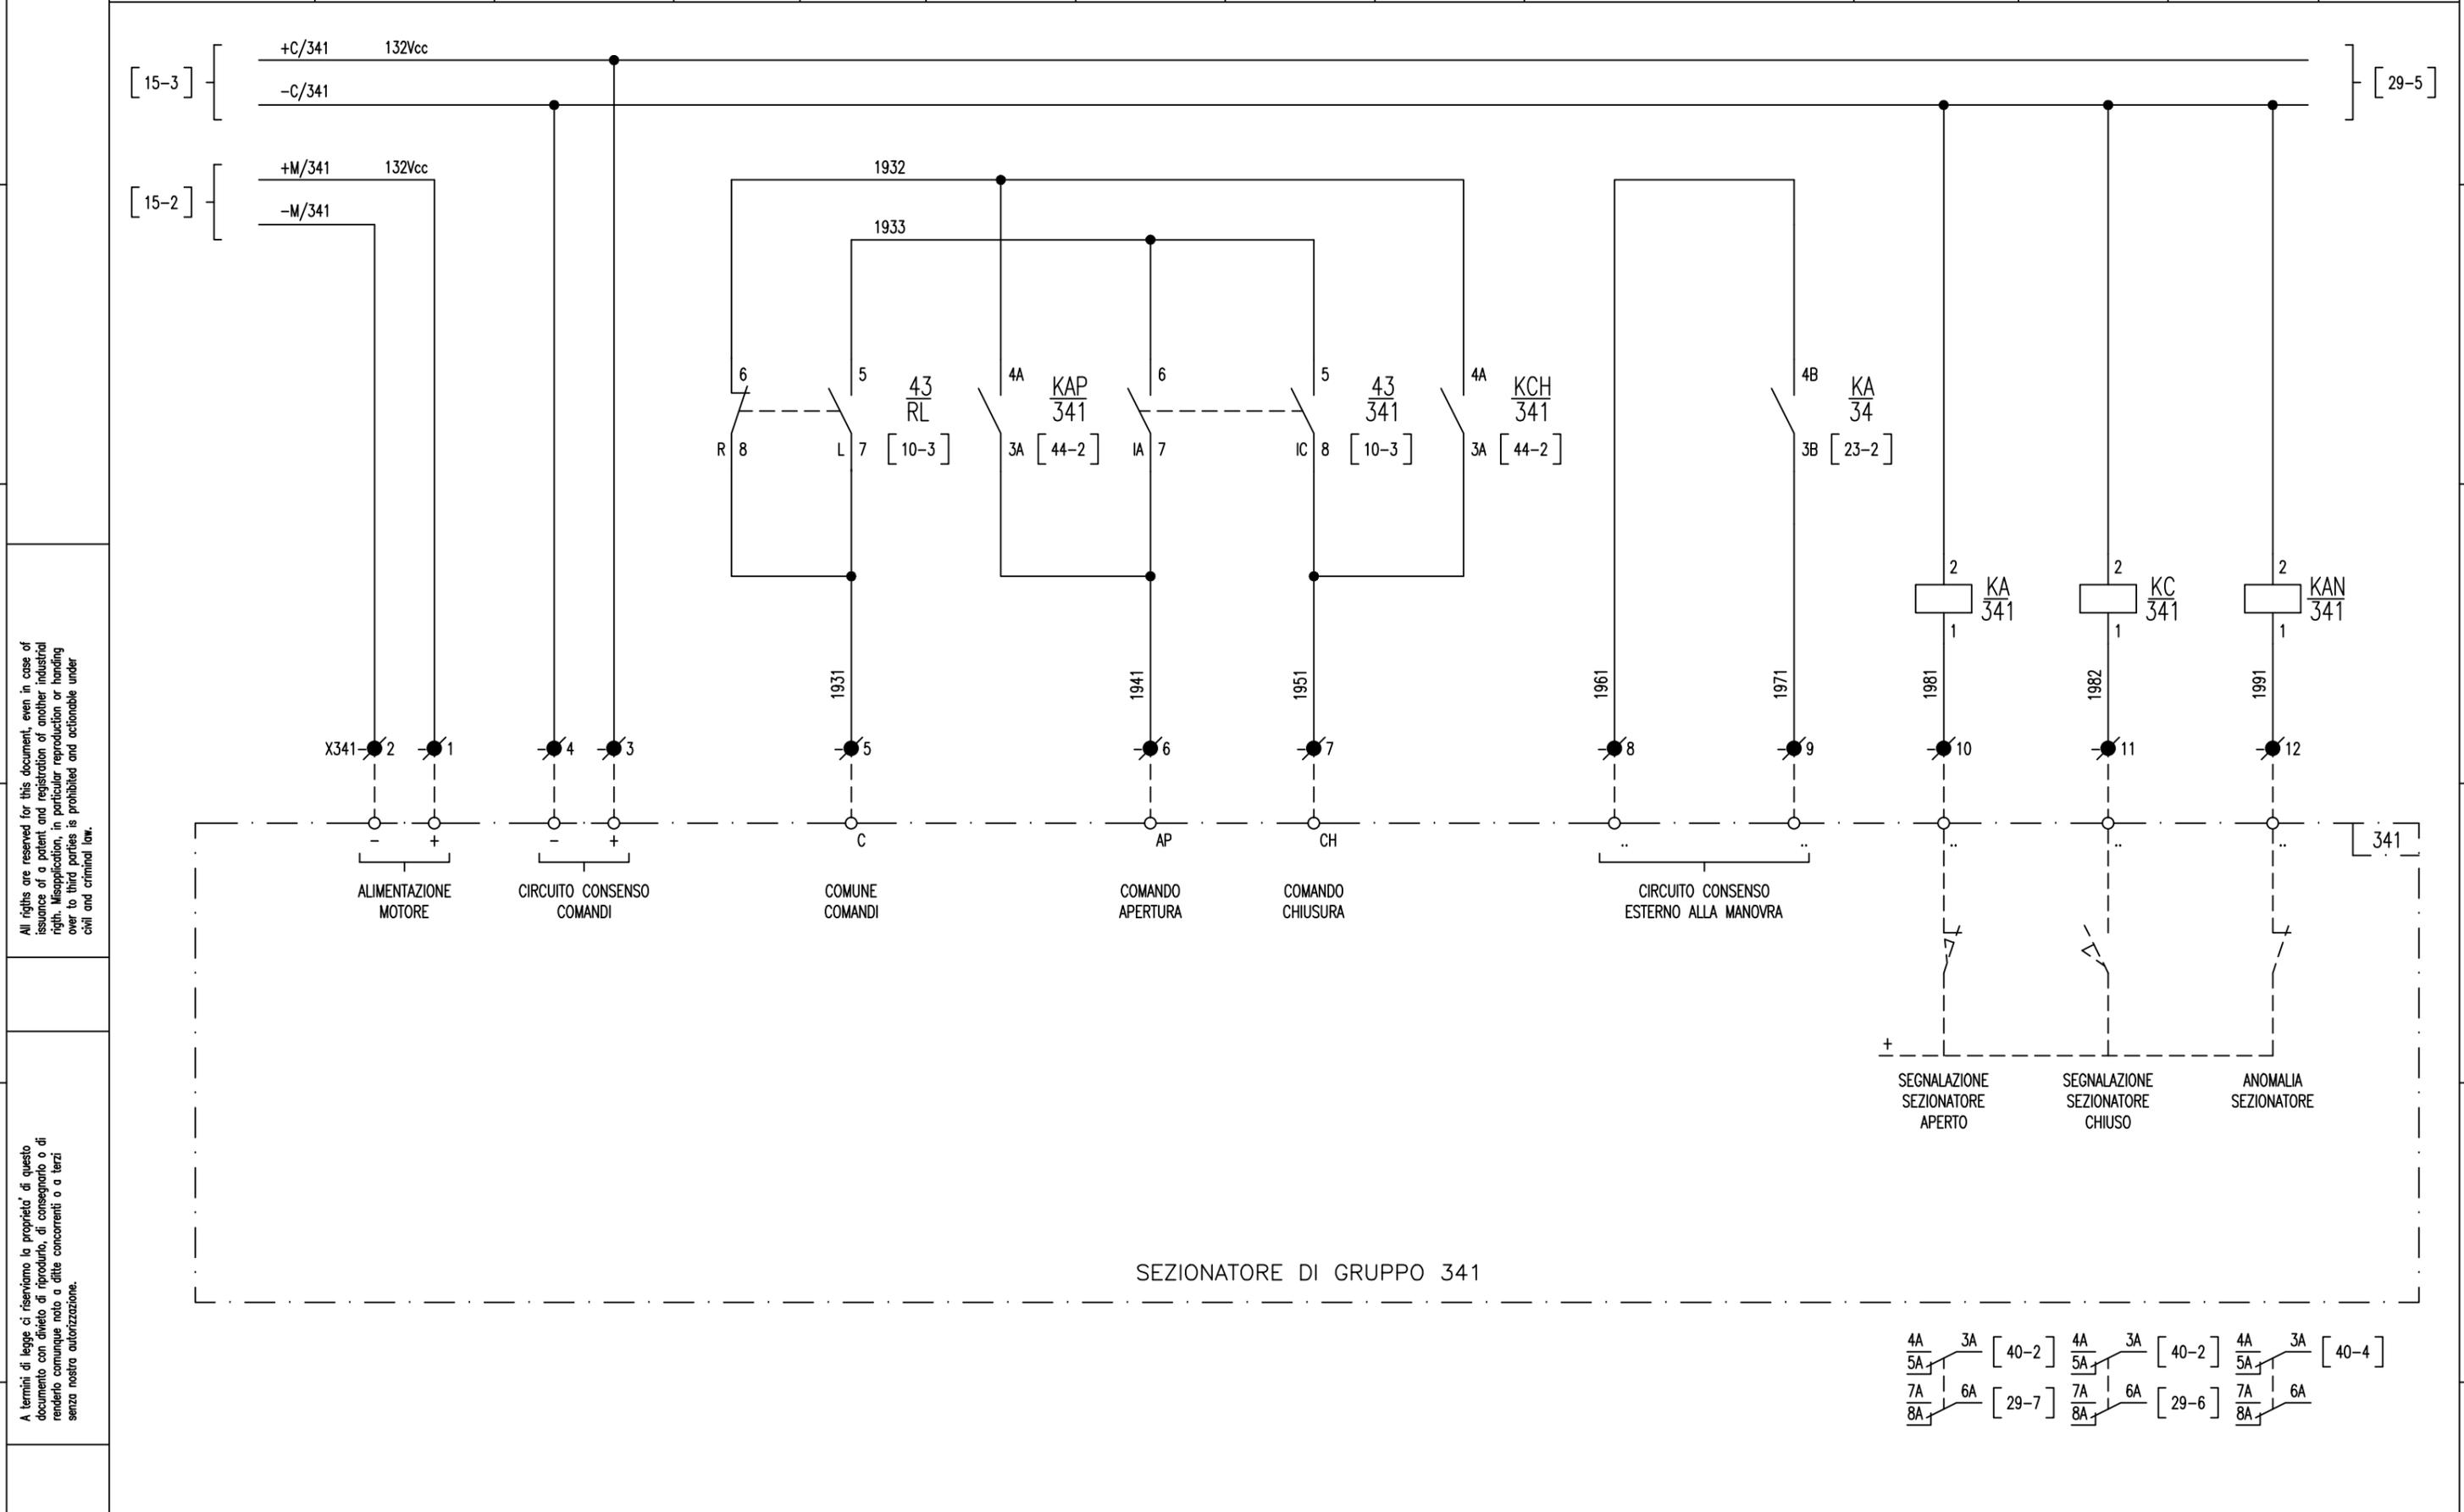 +C/341 132Vcc
[15-3]
-C/341
[29-5]
+M/341 132Vcc
[15-2]
-M/341
1932
1933
6 5 4A 6 5 4A 4B
43
RL
KAP
341
43
341
KCH
341
KA
34
R 8 L 7 [10-3] 3A [44-2] IA 7 IC 8 [10-3] 3A [44-2] 3B [23-2]
2 2 2
KA
341
KC
341
KAN
341
1 1 1
1931 1941 1951 1961 1971 1981 1982 1991
X341- 2 - 1 - 4 - 3 - 5 - 6 - 7 - 8 - 9 - 10 - 11 - 12
- + - + C AP CH .. .. .. .. .. 341
ALIMENTAZIONE
MOTORE
CIRCUITO CONSENSO
COMANDI
COMUNE
COMANDI
COMANDO
APERTURA
COMANDO
CHIUSURA
CIRCUITO CONSENSO
ESTERNO ALLA MANOVRA
+
SEGNALAZIONE
SEZIONATORE
APERTO
SEGNALAZIONE
SEZIONATORE
CHIUSO
ANOMALIA
SEZIONATORE
SEZIONATORE DI GRUPPO 341
4A 3A [40-2] 4A 3A [40-2] 4A 3A [40-4]
5A 5A 5A
7A 6A [29-7] 7A 6A [29-6] 7A 6A
8A 8A 8A
All rigths are reserved for this document, even in case of
issuance of a patent and registration of another industrial
rigth. Misapplication, in particular reproduction or handing
over to third parties is prohibited and actionable under
civil and criminal law.
A termini di legge ci riserviamo la proprieta' di questo
documento con divieto di riprodurlo, di consegnarlo o di
renderlo comunque noto a ditte concorrenti o a terzi
senza nostra autorizzazione.